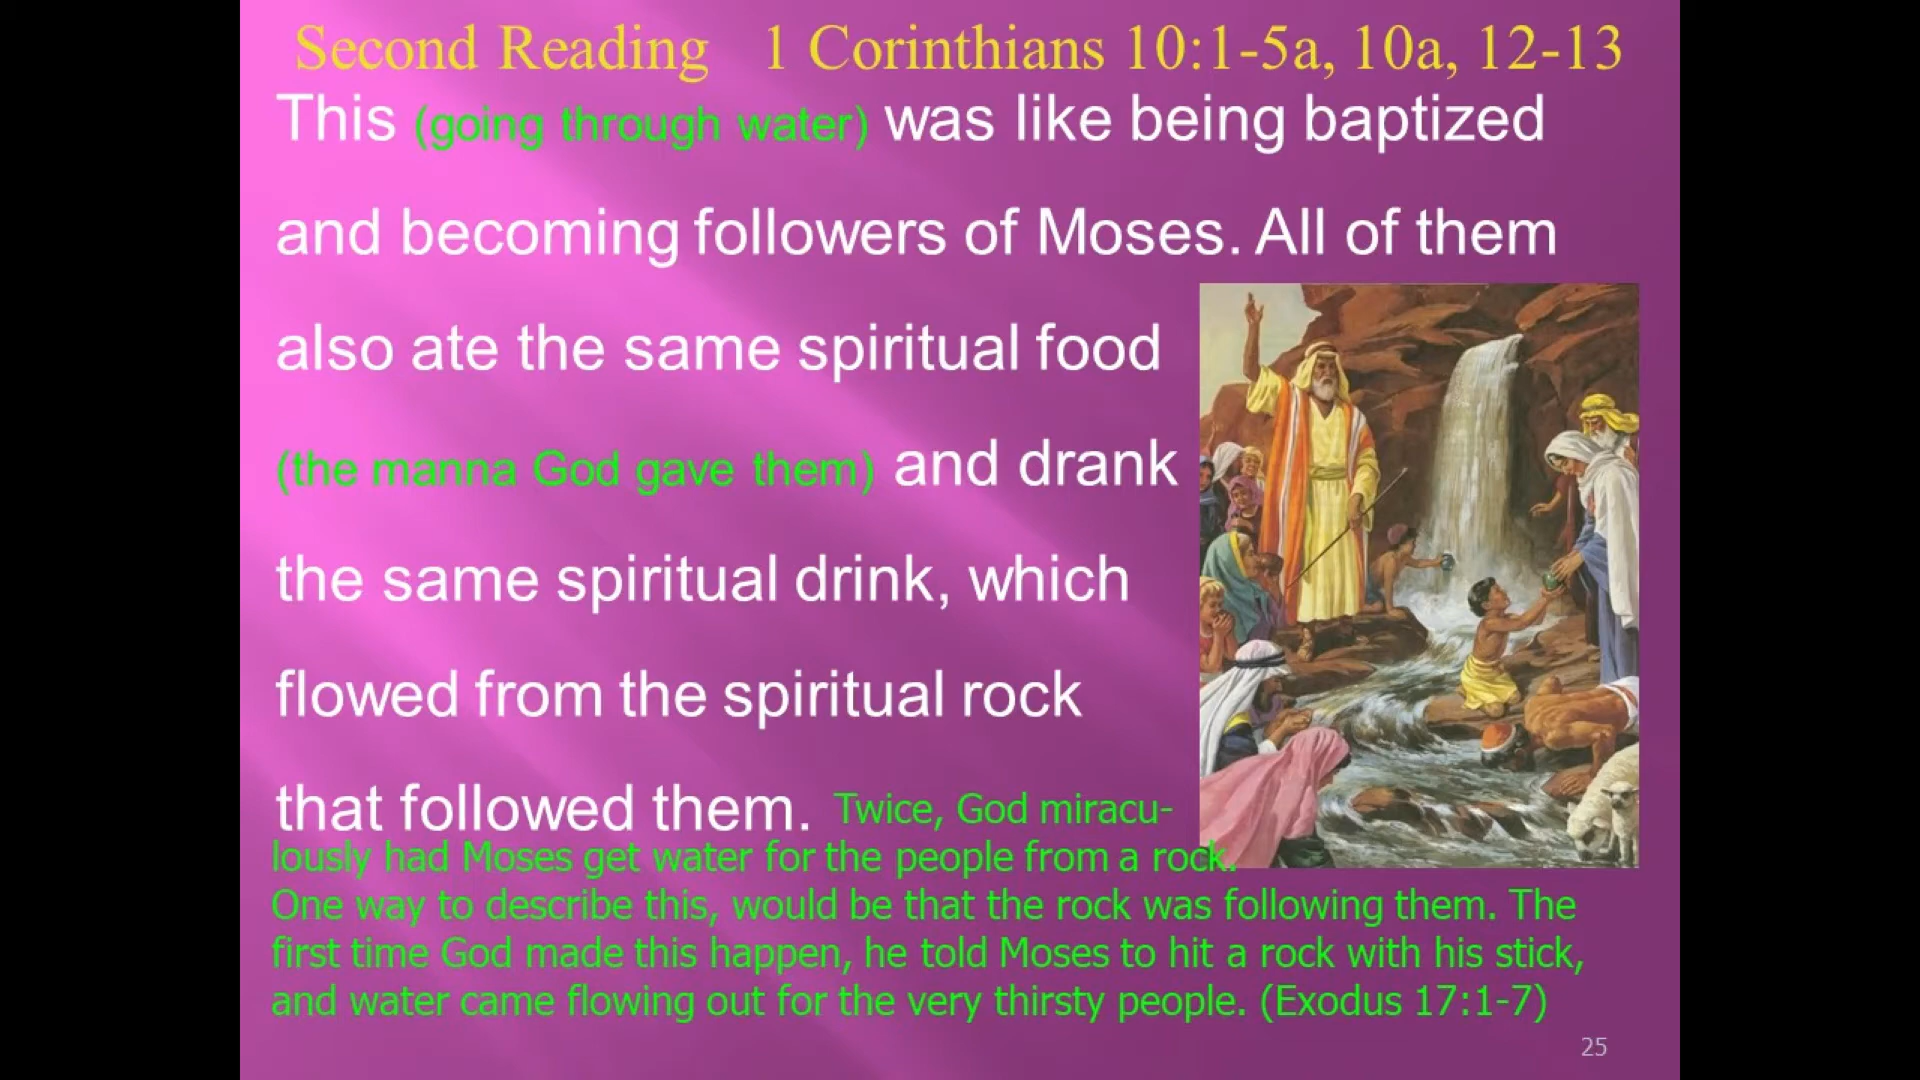 Second Reading 1 Corinthians 10:1-5a, 10a, 12-13
This (going through water) was like being baptized
and becoming followers of Moses. All of them
also ate the same spiritual food
(the manna God gave them) and drank
the same spiritual drink, which
flowed from the spiritual rock
that followed them. Twice, God miracu-
lously had Moses get water for the people from a rock.
One way to describe this, would be that the rock was following them. The
first time God made this happen, he told Moses to hit a rock with his stick,
and water came flowing out for the very thirsty people. (Exodus 17:1-7)
25